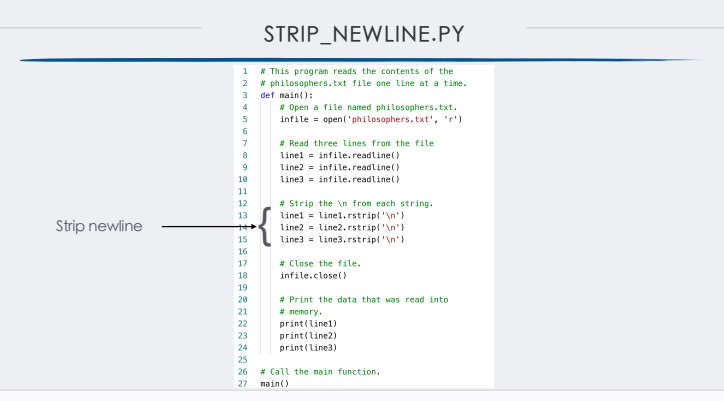 STRIP_NEWLINE.PY
1 # This program reads the contents of the
2 # philosophers.txt file one line at a time.
3 def main():
4     # Open a file named philosophers.txt.
5     infile = open('philosophers.txt', 'r')
6
7     # Read three lines from the file
8     line1 = infile.readline()
9     line2 = infile.readline()
10     line3 = infile.readline()
11
12     # Strip the \n from each string.
13     line1 = line1.rstrip('\n')
Strip newline
14     line2 = line2.rstrip('\n')
15     line3 = line3.rstrip('\n')
16
17     # Close the file.
18     infile.close()
19
20     # Print the data that was read into
21     # memory.
22     print(line1)
23     print(line2)
24     print(line3)
25
26 # Call the main function.
27 main()